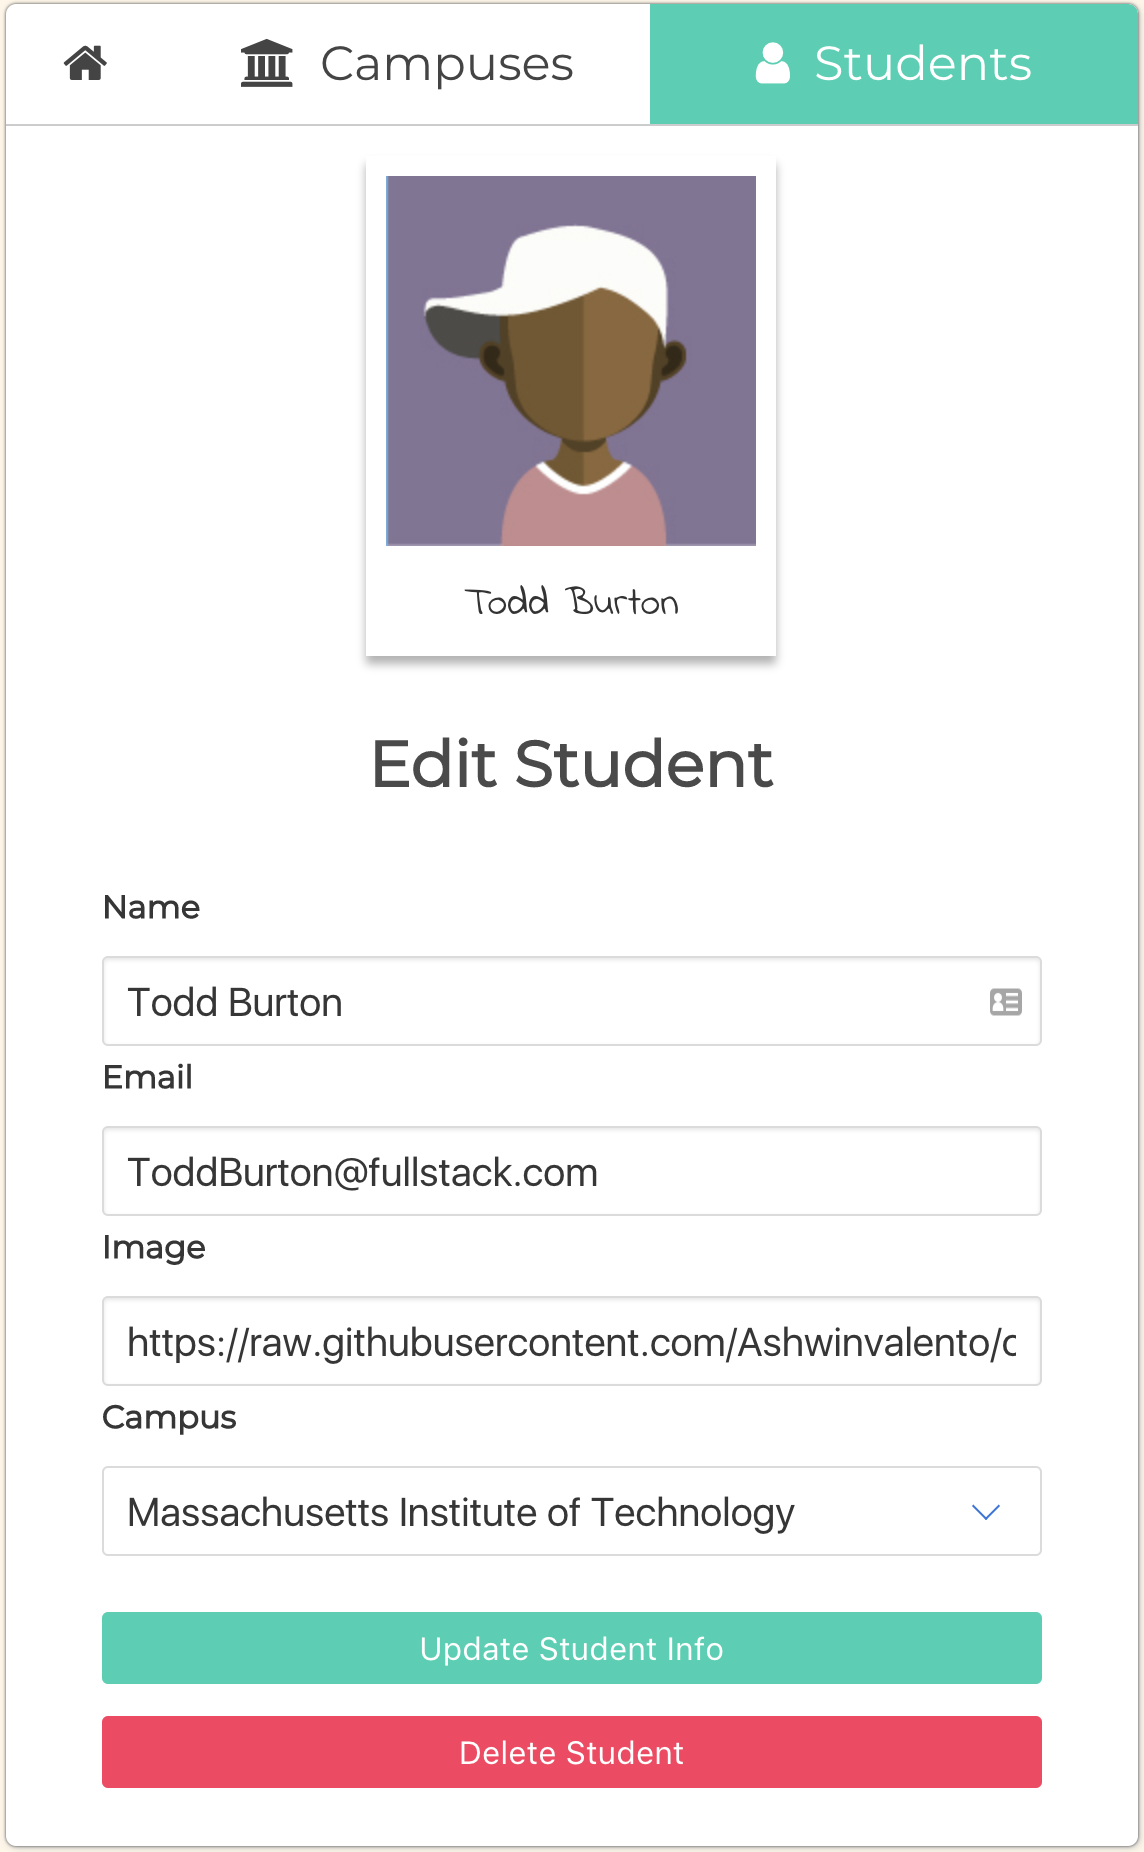 Campuses
Students
Todd Burton
Edit Student
Name
Todd Burton
Email
ToddBurton@fullstack.com
Image
https://raw.githubusercontent.com/Ashwinvalento/c
Campus
Massachusetts Institute of Technology
Update Student Info
Delete Student